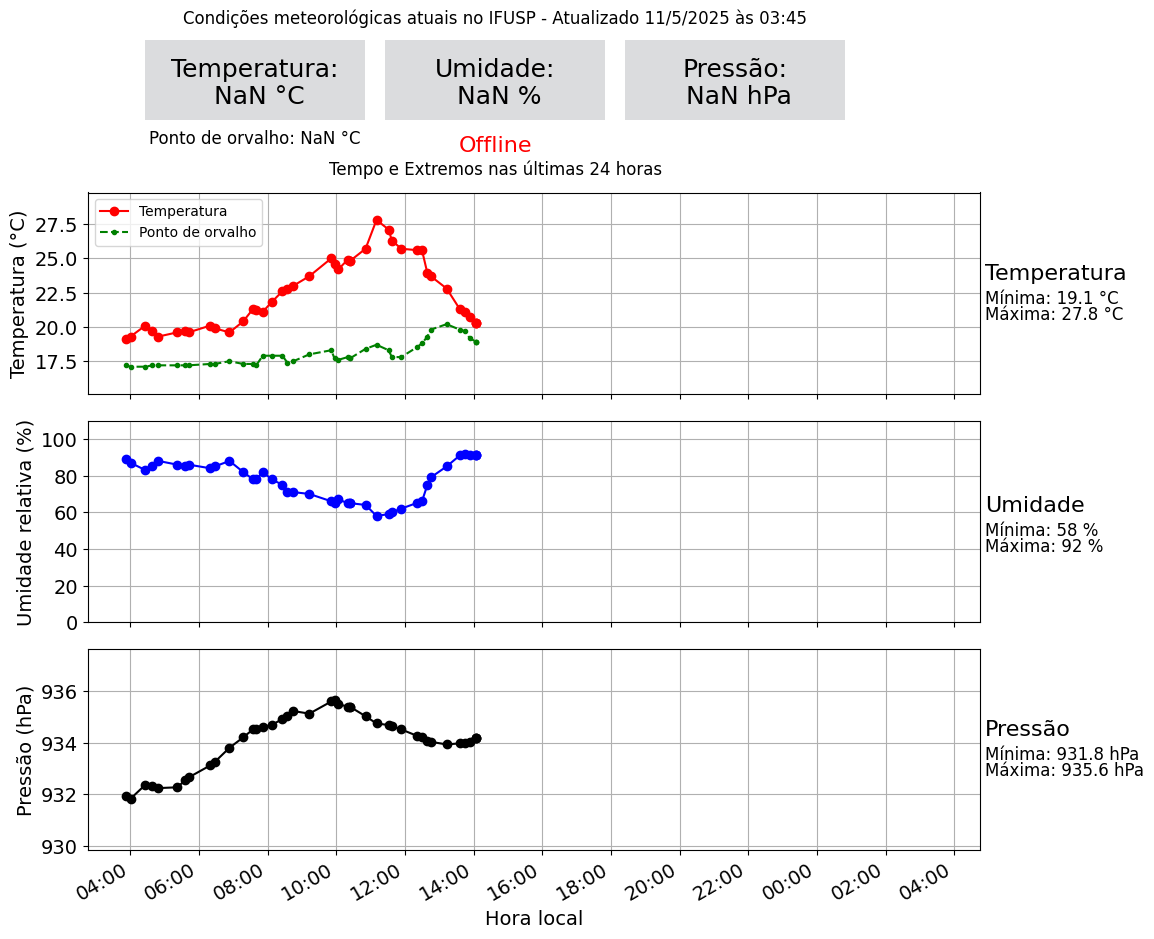 Condições meteorológicas atuais no IFUSP - Atualizado 11/5/2025 às 03:45
Temperatura:
NaN °C
Umidade:
NaN %
Pressão:
NaN hPa
Ponto de orvalho: NaN °C
Offline
Tempo e Extremos nas últimas 24 horas
Temperatura (°C)
27.5
25.0
22.5
20.0
17.5
Temperatura
Ponto de orvalho
Temperatura
Mínima: 19.1 °C
Máxima: 27.8 °C
Umidade relativa (%)
100
80
60
40
20
0
Umidade
Mínima: 58 %
Máxima: 92 %
Pressão (hPa)
936
934
932
930
Pressão
Mínima: 931.8 hPa
Máxima: 935.6 hPa
04:00 06:00 08:00 10:00 12:00 14:00 16:00 18:00 20:00 22:00 00:00 02:00 04:00
Hora local